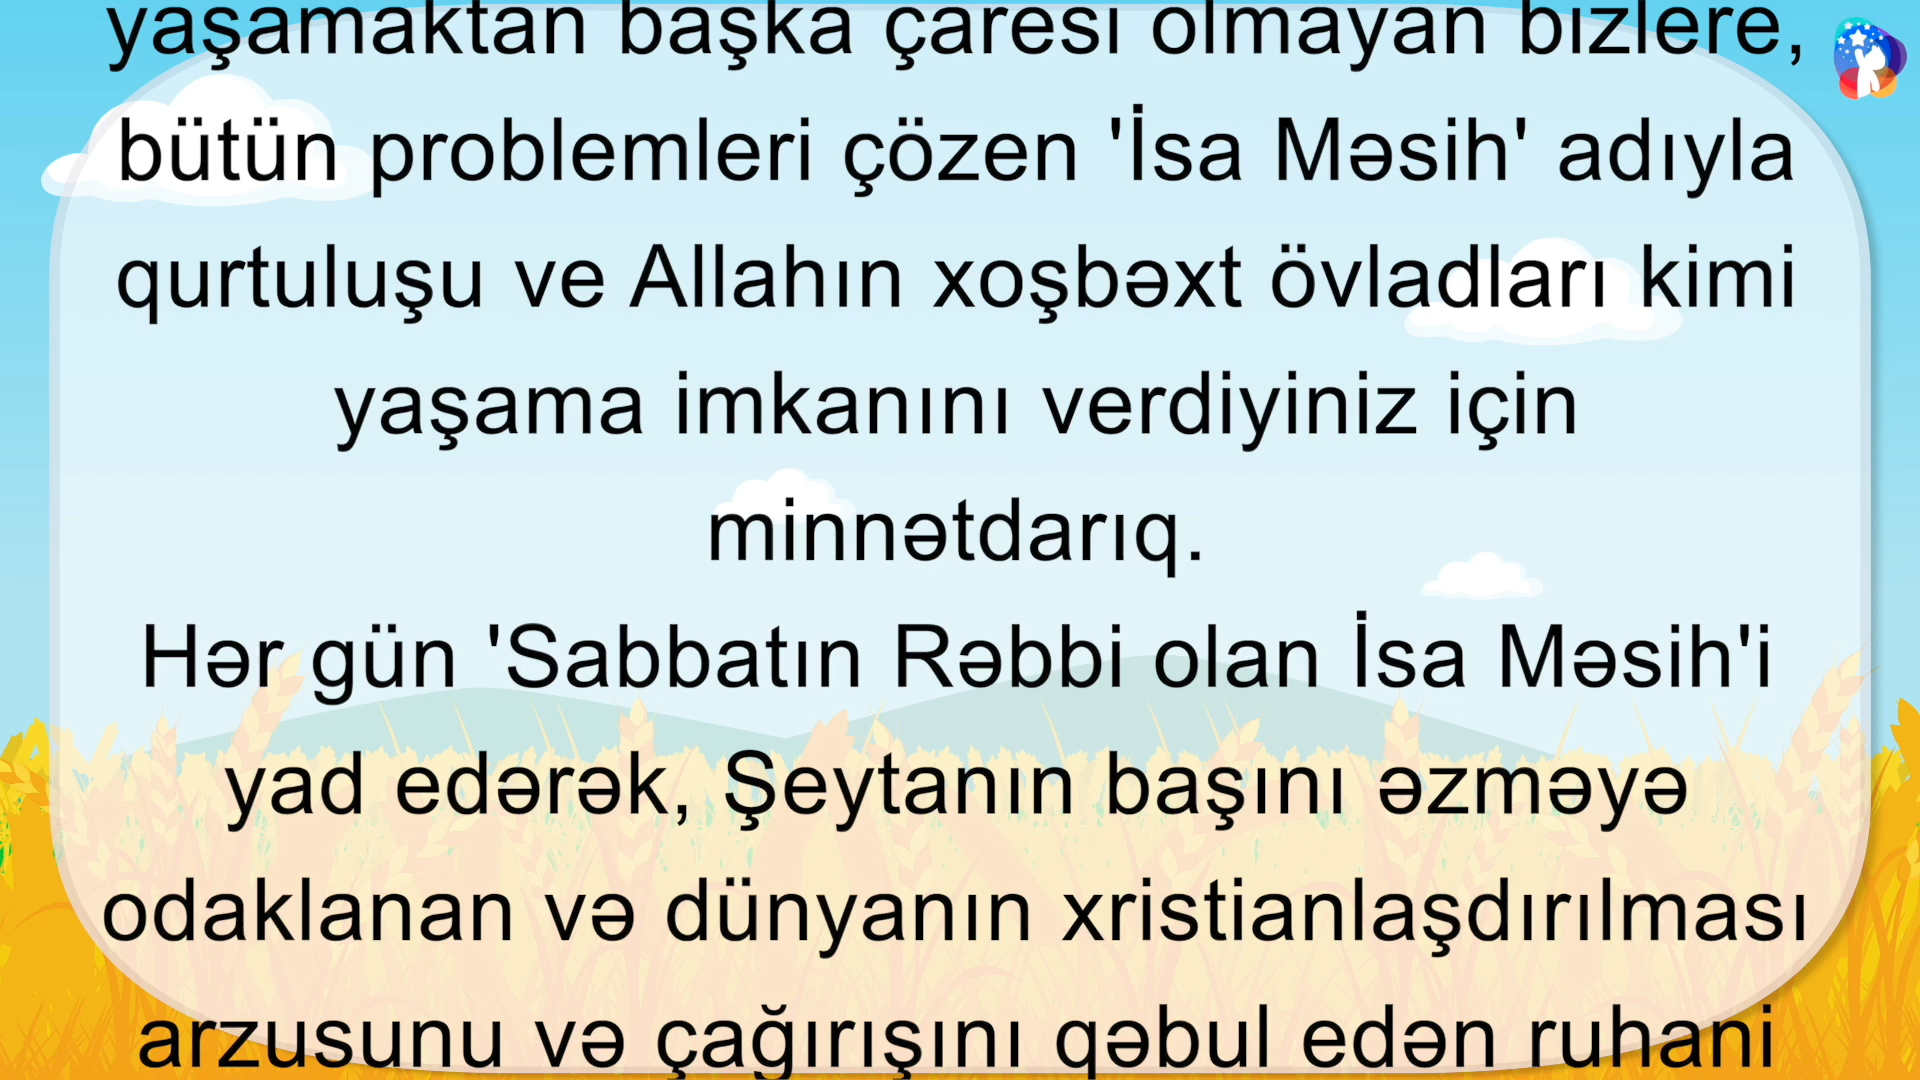 yaşamaktan başka çaresi olmayan bizlere,
bütün problemleri çözen 'İsa Məsih' adıyla
qurtuluşu ve Allahın xoşbəxt övladları kimi
yaşama imkanını verdiyiniz için
minnətdarıq.
Hər gün 'Sabbatın Rəbbi olan İsa Məsih'i
yad edərək, Şeytanın başını əzməyə
odaklanan və dünyanın xristianlaşdırılması
arzusunu və çağırışını qəbul edən ruhani